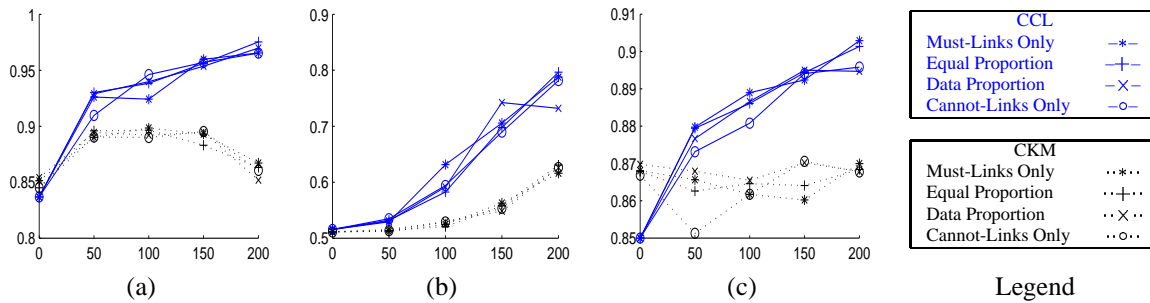 1
0.95
0.9
0.85
0.8
0 50 100 150 200
(a)
0.9
0.8
0.7
0.6
0.5
0 50 100 150 200
(b)
0.91
0.9
0.89
0.88
0.87
0.86
0.85
0 50 100 150 200
(c)
CCL
Must-Links Only
Equal Proportion
Data Proportion
Cannot-Links Only
CKM
Must-Links Only
Equal Proportion
Data Proportion
Cannot-Links Only
Legend